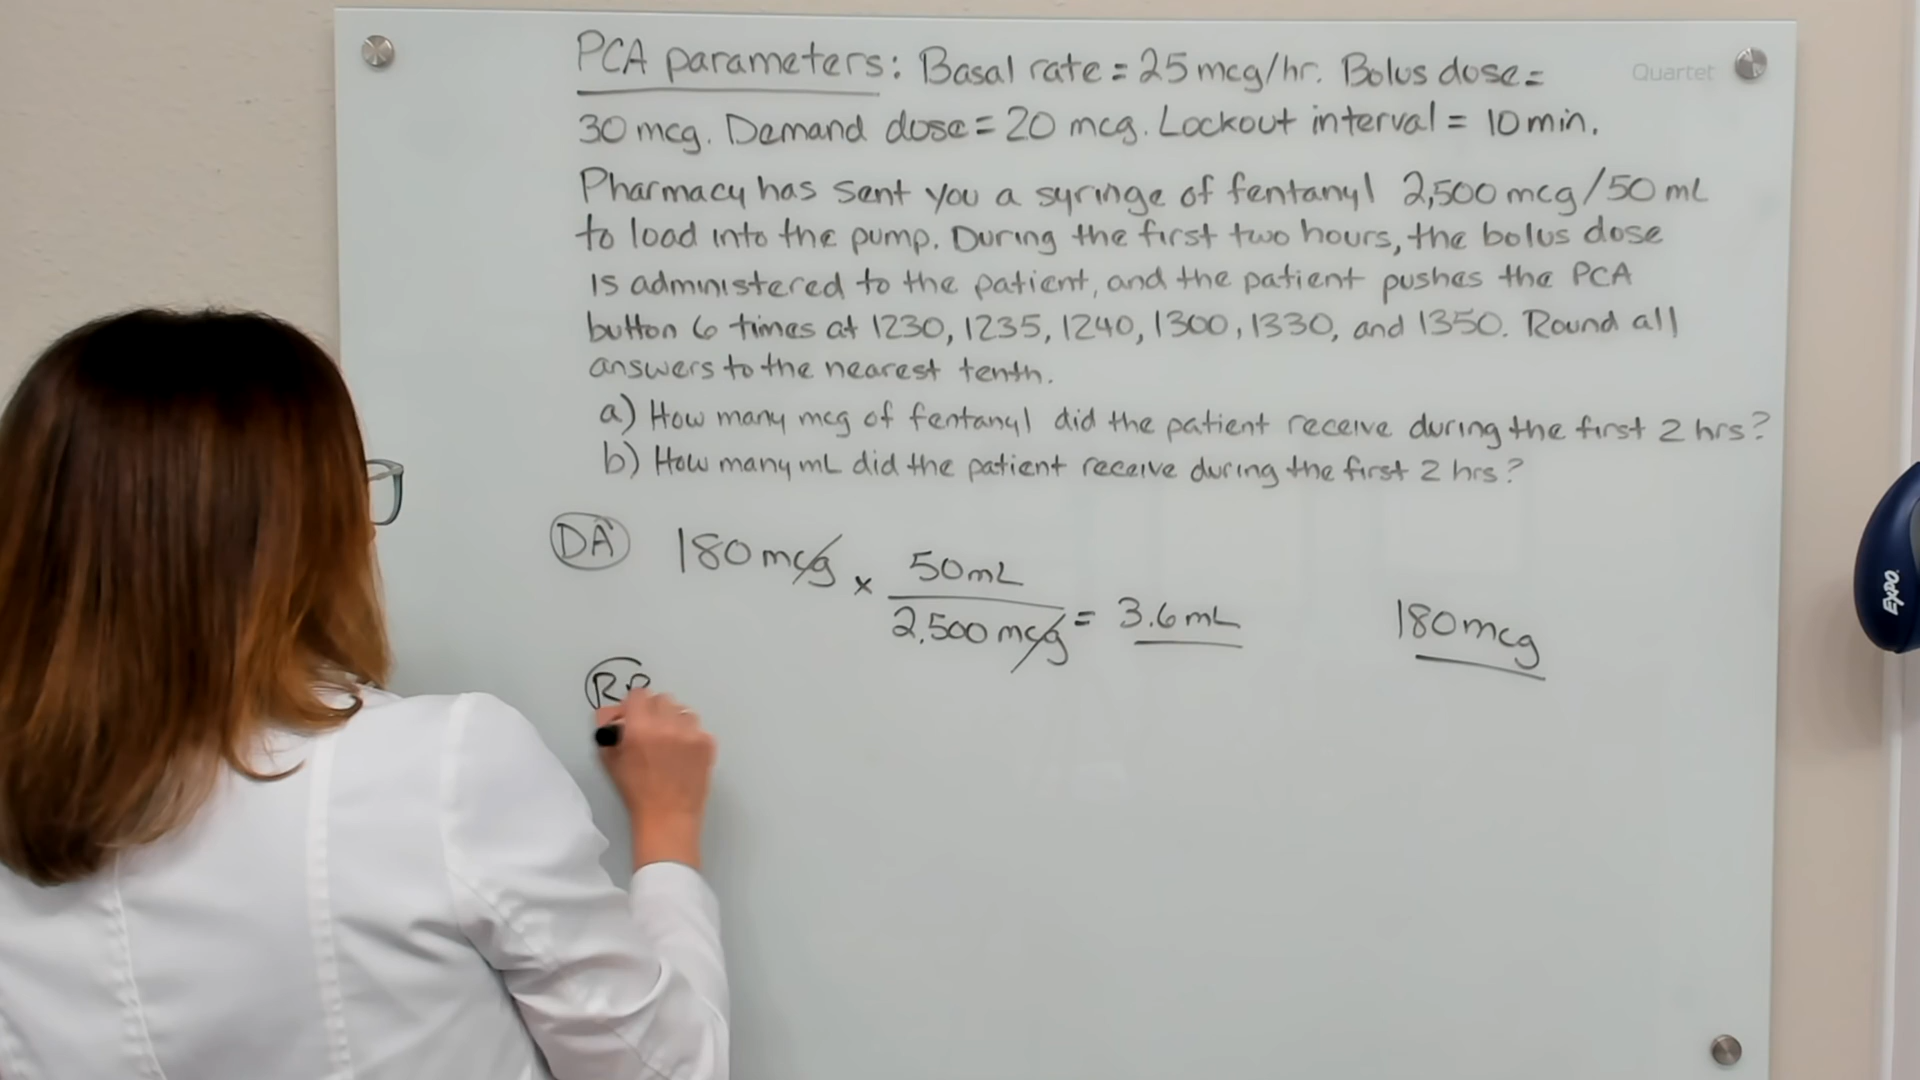 PCA parameters: Basal rate = 25 mcg/hr. Bolus dose =
Quartet
30 mcg. Demand dose = 20 mcg. Lockout interval = 10 min.
Pharmacy has sent you a syringe of fentanyl 2,500 mcg/50 mL
to load into the pump. During the first two hours, the bolus dose
is administered to the patient, and the patient pushes the PCA
button 6 times at 1230, 1235, 1240, 1300, 1330, and 1350. Round all
answers to the nearest tenth.
a) How many mcg of fentanyl did the patient receive during the first 2 hrs?
b) How many mL did the patient receive during the first 2 hrs?
DA 180 mcg x 50 mL
2,500 mcg = 3.6 mL
180 mcg
EXPO